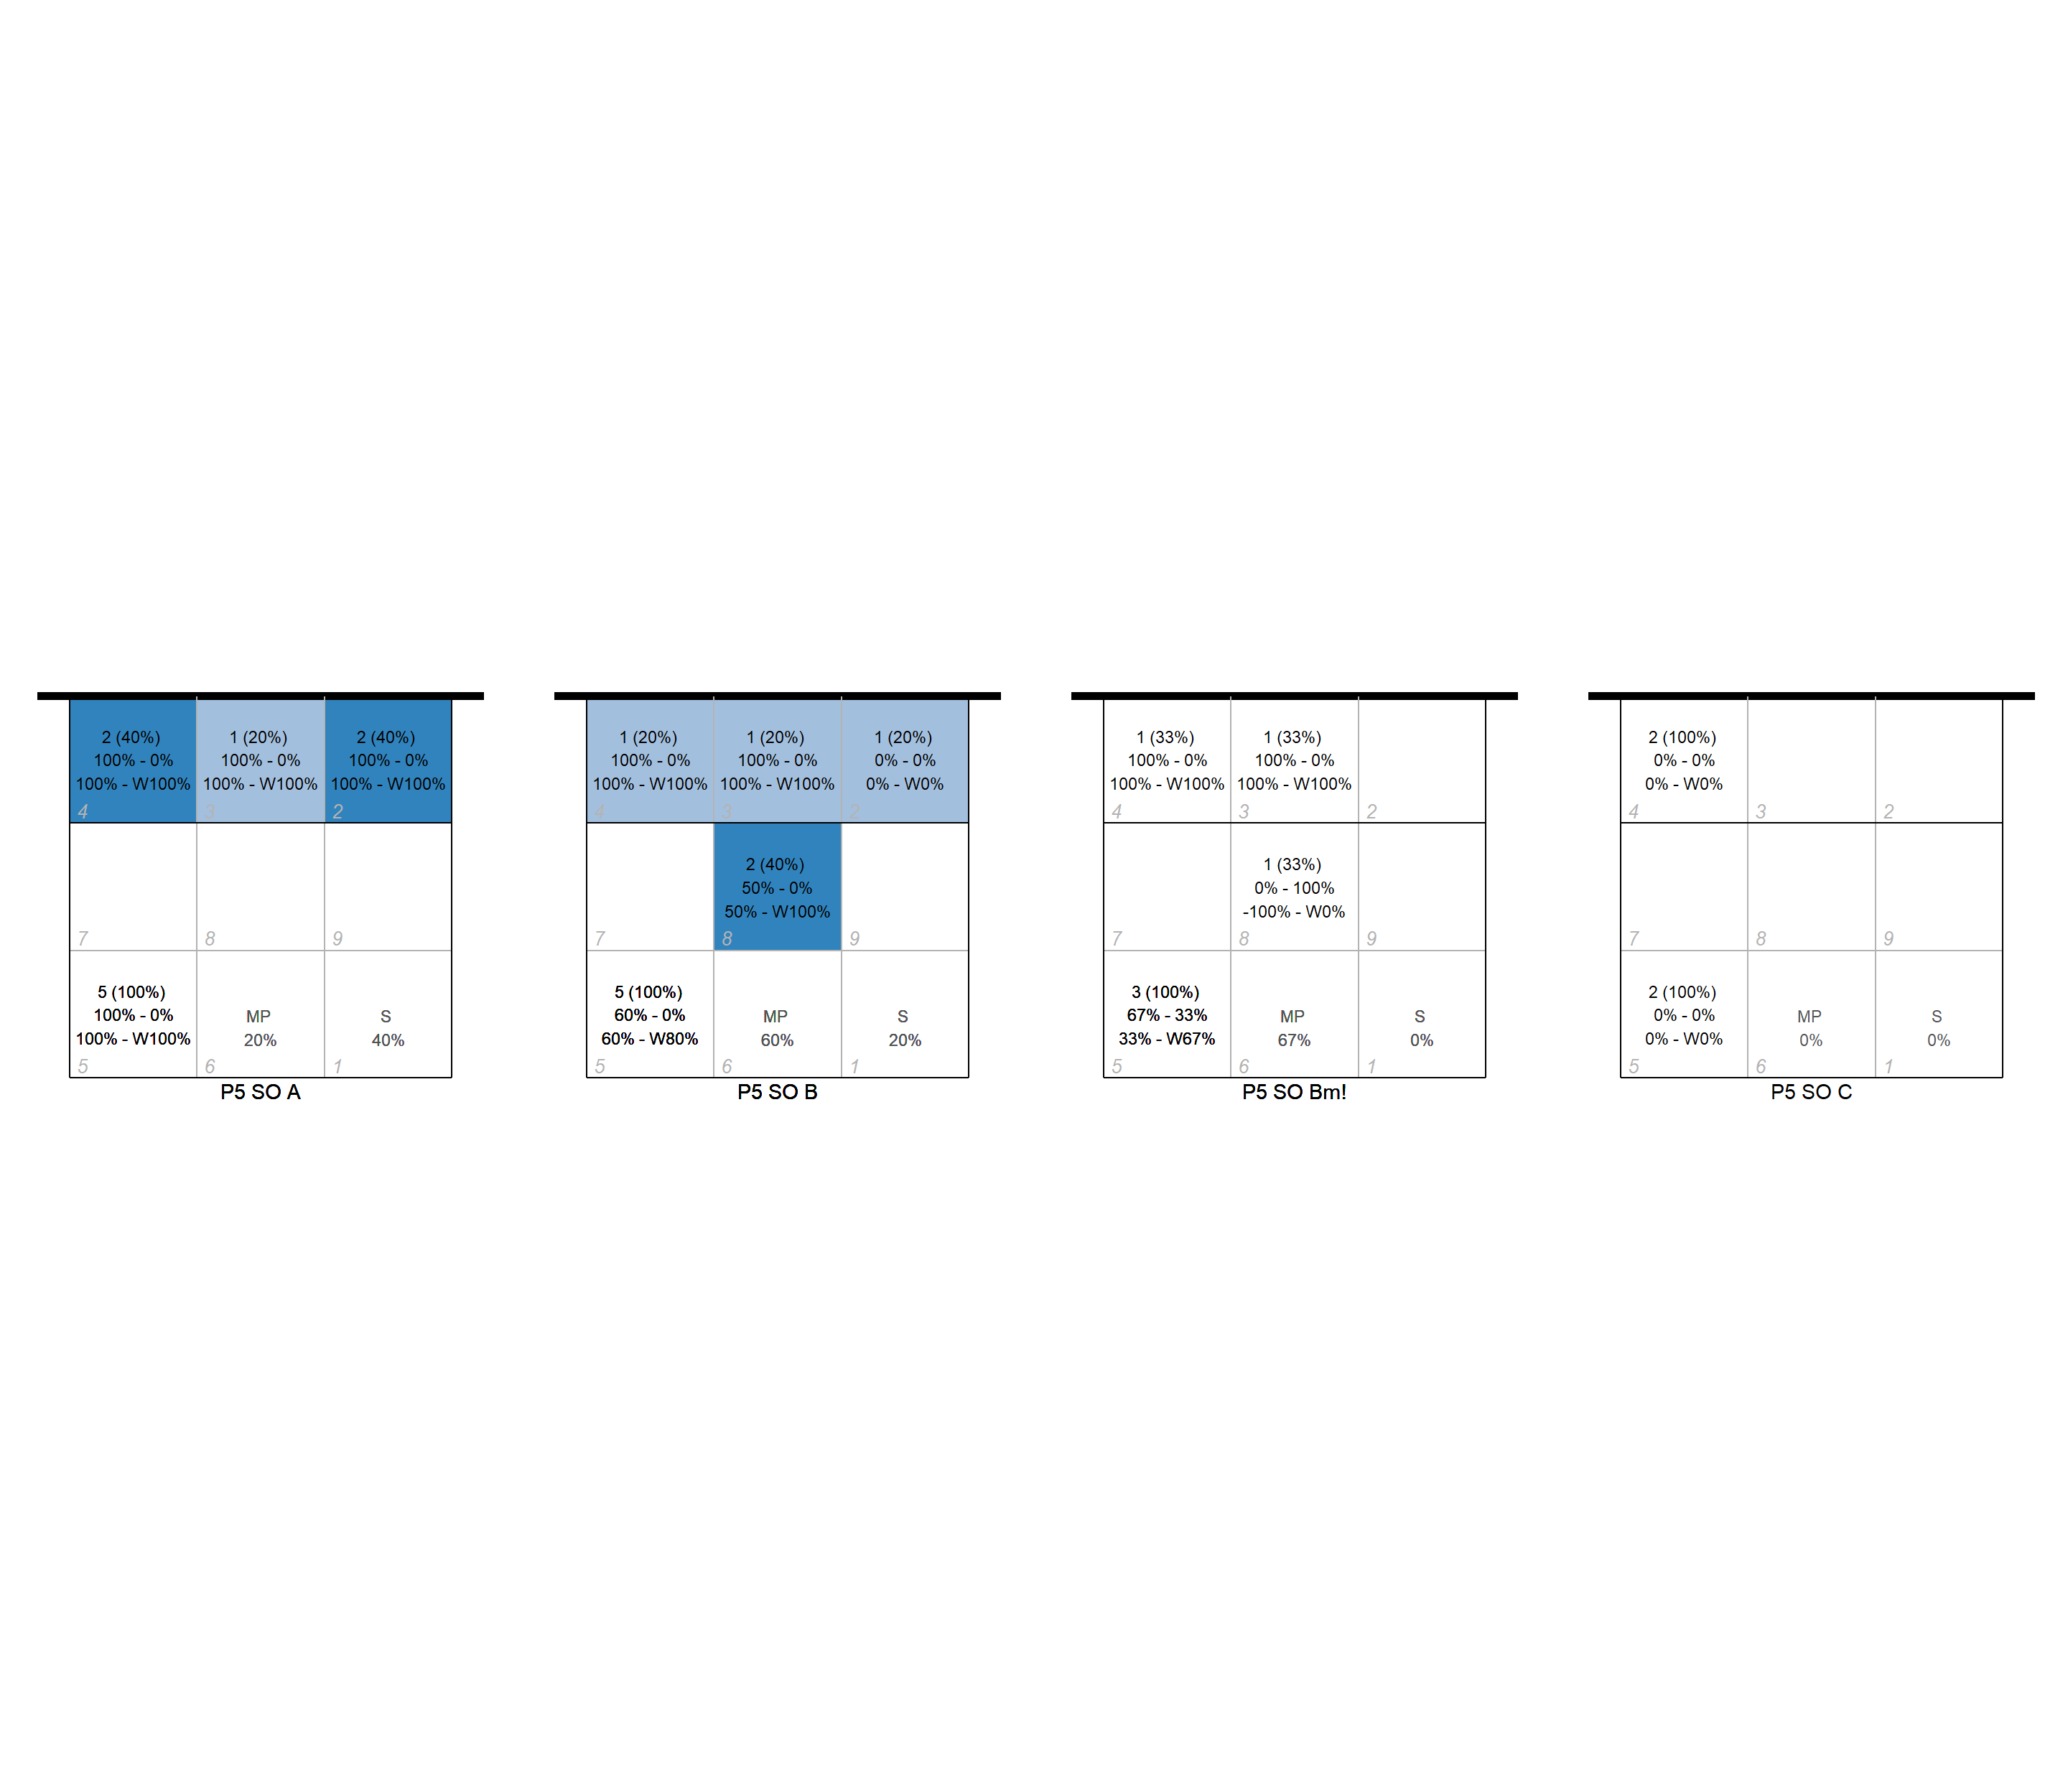 2 (40%)
100% - 0%
100% - W100%
4
1 (20%)
100% - 0%
100% - W100%
3
2 (40%)
100% - 0%
100% - W100%
2
7
8
9
5 (100%)
100% - 0%
100% - W100%
5
MP
20%
6
S
40%
1
P5 SO A
1 (20%)
100% - 0%
100% - W100%
4
1 (20%)
100% - 0%
100% - W100%
3
1 (20%)
0% - 0%
0% - W0%
2
7
2 (40%)
50% - 0%
50% - W100%
8
9
5 (100%)
60% - 0%
60% - W80%
5
MP
60%
6
S
20%
1
P5 SO B
1 (33%)
100% - 0%
100% - W100%
4
1 (33%)
100% - 0%
100% - W100%
3
2
7
1 (33%)
0% - 100%
-100% - W0%
8
9
3 (100%)
67% - 33%
33% - W67%
5
MP
67%
6
S
0%
1
P5 SO Bm!
2 (100%)
0% - 0%
0% - W0%
4
3
2
7
8
9
2 (100%)
0% - 0%
0% - W0%
5
MP
0%
6
S
0%
1
P5 SO C